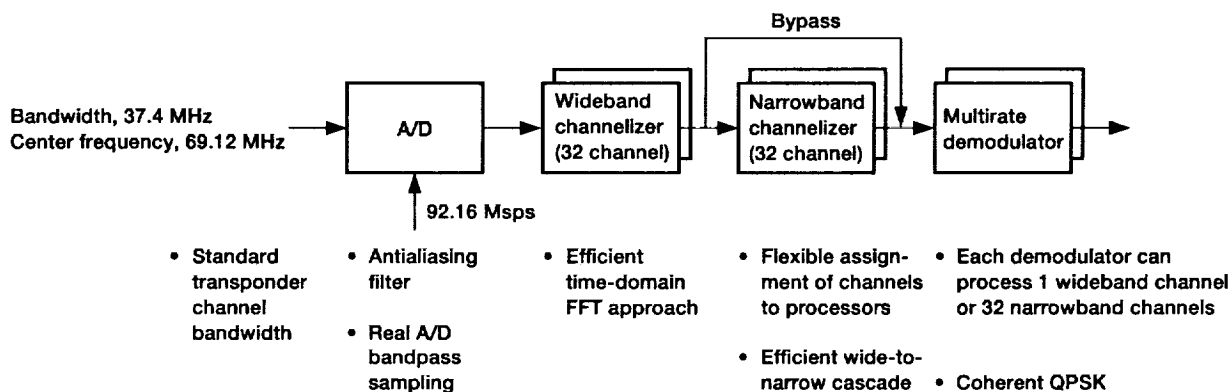 Bypass
Bandwidth, 37.4 MHz
Center frequency, 69.12 MHz
A/D
Wideband
channelizer
(32 channel)
Narrowband
channelizer
(32 channel)
Multirate
demodulator
92.16 Msps
• Standard
transponder
channel
bandwidth
• Antialiasing
filter
• Real A/D
bandpass
sampling
• Efficient
time-domain
FFT approach
• Flexible assign-
ment of channels
to processors
• Efficient wide-to-
narrow cascade
• Each demodulator can
process 1 wideband channel
or 32 narrowband channels
• Coherent QPSK